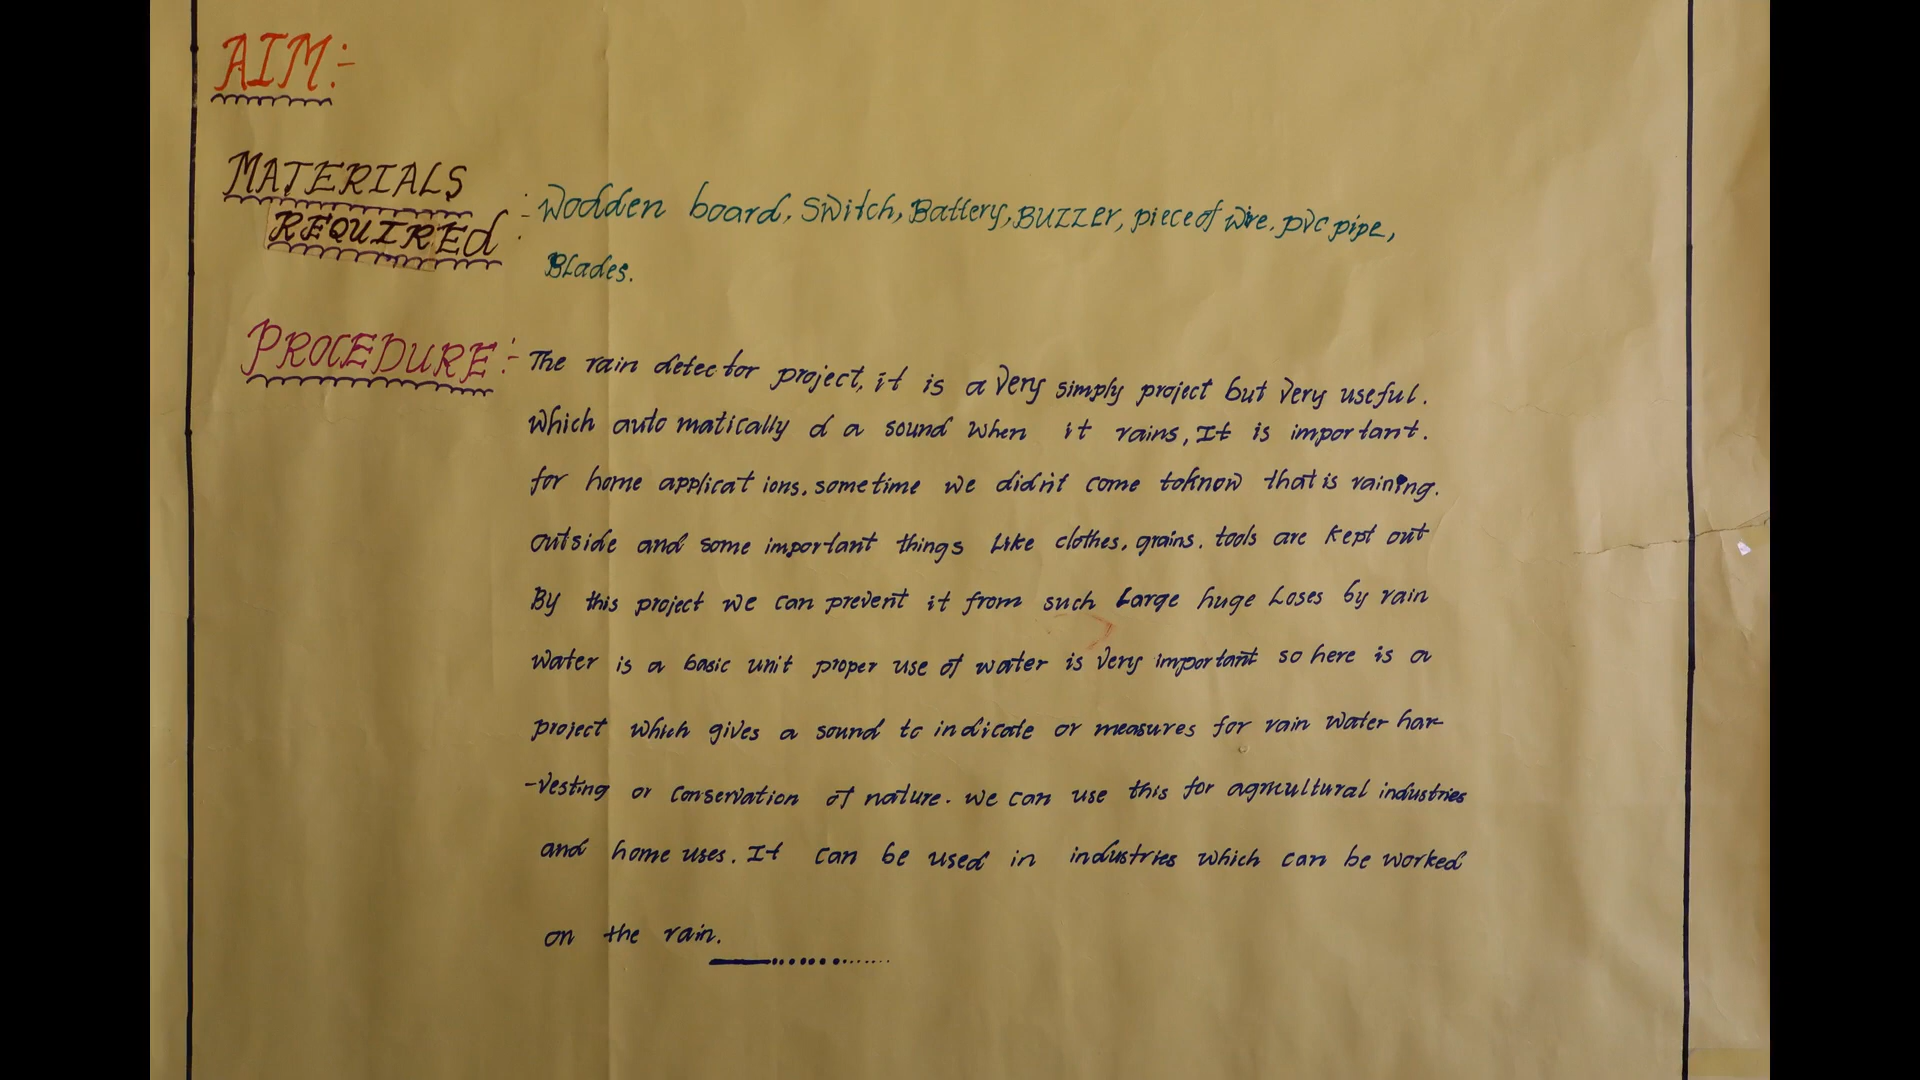 AIM:-
MATERIALS
REQUIREd :- Wodden board, Switch, Battery, BUZZER, piece of wire, pvc pipe,
Blades.
PROCEDURE:- The rain detector project, it is a very simply project but very useful.
which auto matically d a sound when it rains, It is important.
for home applicat ions. sometime we didn't come toknow that is raining.
outside and some important things Like clothes, grains, tools are kept out
By this project we can prevent it from such Large huge Loses by rain
water is a basic unit proper use of water is very important so here is a
project which gives a sound to indicate or measures for rain water har-
-vesting or conservation of nature. we can use this for agricultural industries
and home uses. It can be used in industries which can be worked
on the rain.